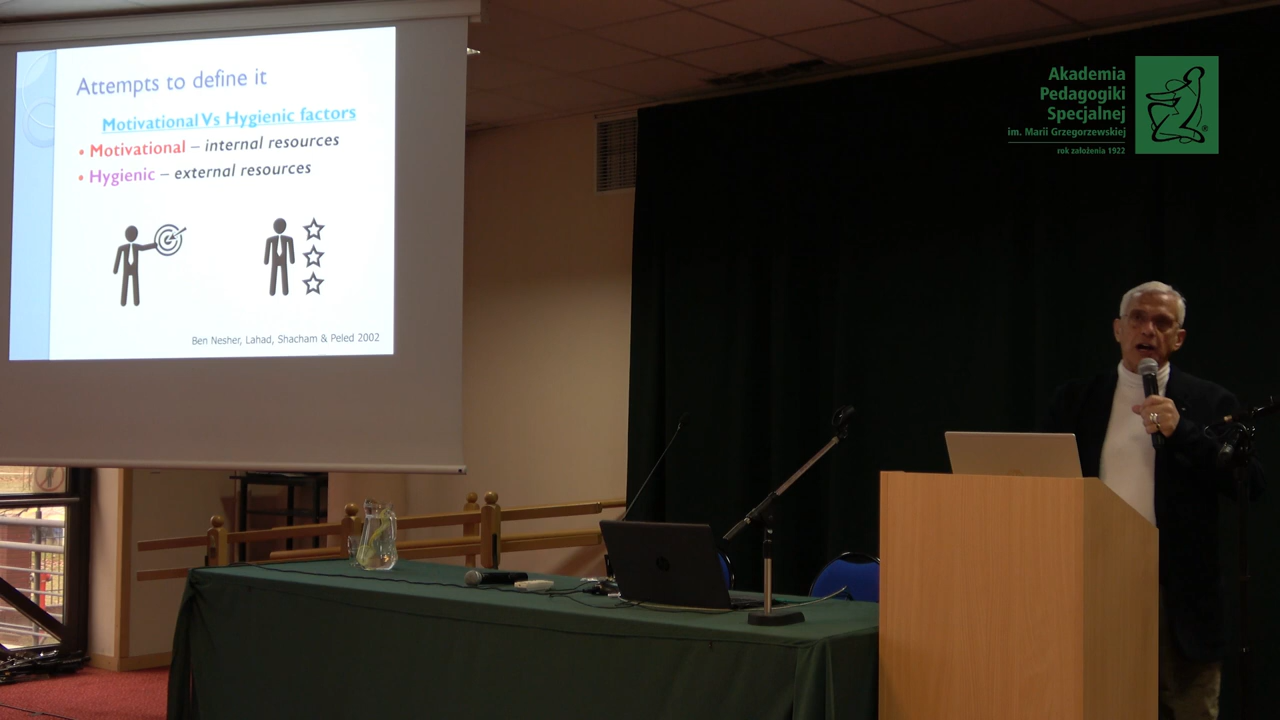 Attempts to define it
Motivational Vs Hygienic factors
• Motivational – internal resources
• Hygienic – external resources
Ben Nesher, Lahad, Shacham & Peled 2002
Akademia
Pedagogiki
Specjalnej
im. Marii Grzegorzewskiej
rok założenia 1922